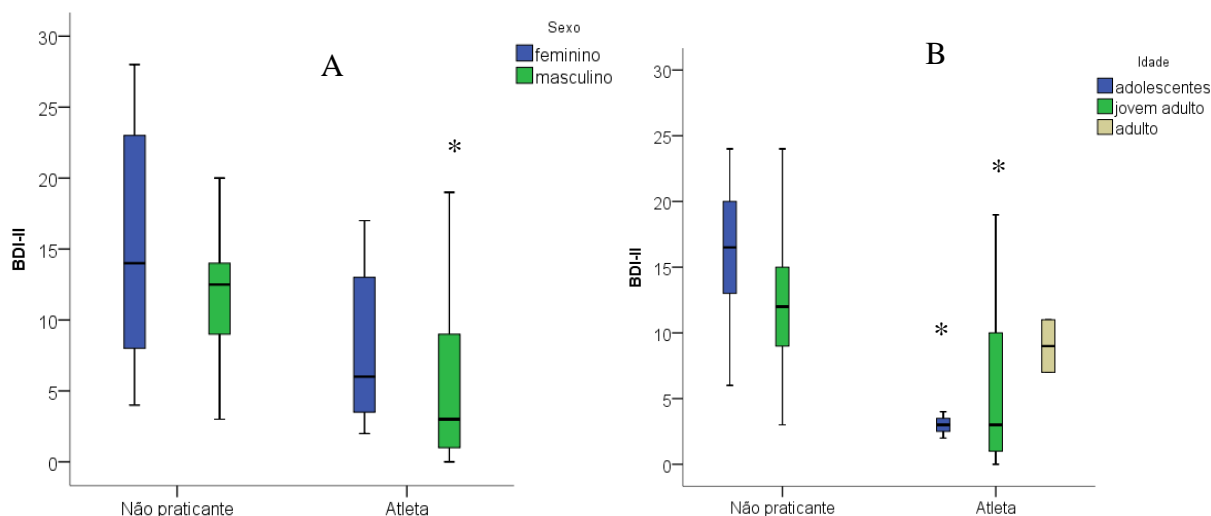 A
Sexo
feminino
masculino
BDI-II
30
25
20
15
10
5
0
*
Não praticante
Atleta
B
Idade
adolescentes
jovem adulto
adulto
BDI-II
30
25
20
15
10
5
0
*
*
Não praticante
Atleta